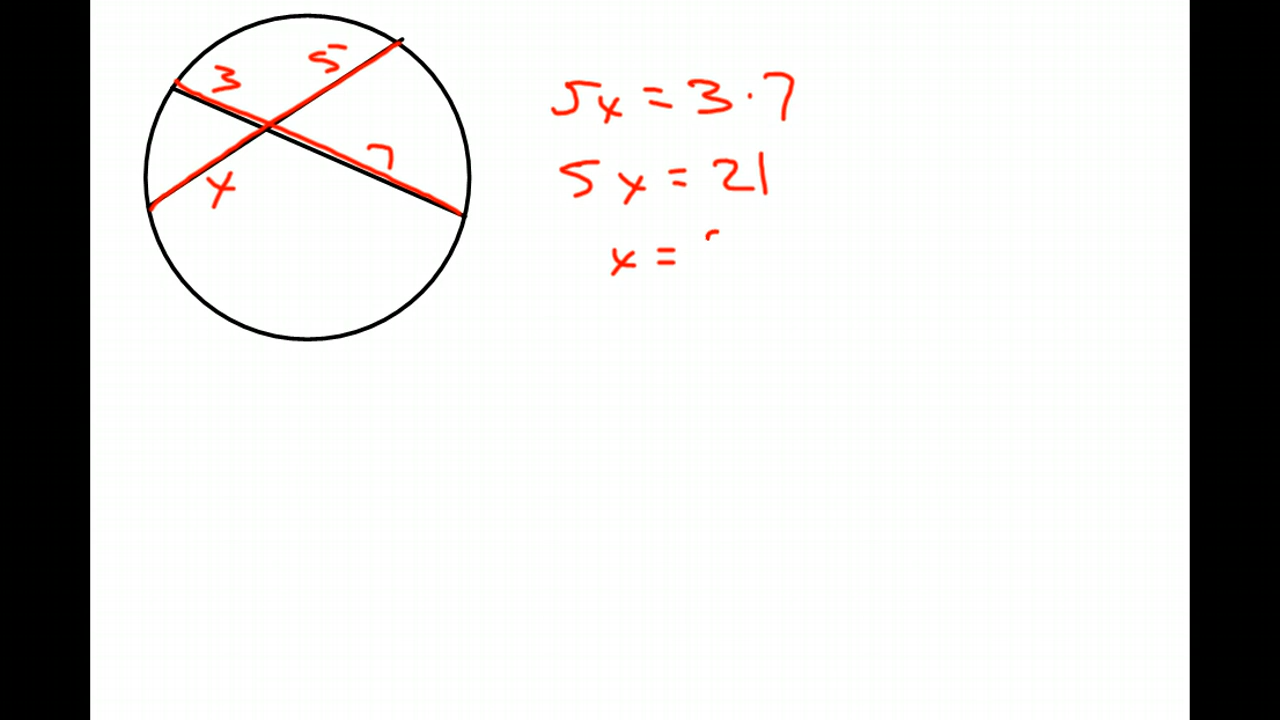 3 5
x 7
5x = 3 · 7
5x = 21
x =